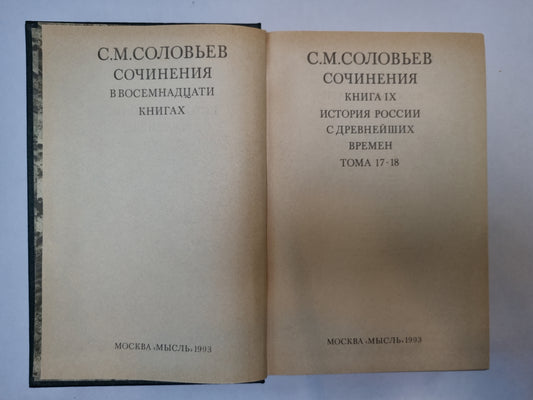 С.М.СОЛОВЬЕВ
СОЧИНЕНИЯ
В ВОСЕМНАДЦАТИ
КНИГАХ
МОСКВА «МЫСЛЬ» 1993
С.М.СОЛОВЬЕВ
СОЧИНЕНИЯ
КНИГА IX
ИСТОРИЯ РОССИИ
С ДРЕВНЕЙШИХ
ВРЕМЕН
ТОМА 17-18
МОСКВА «МЫСЛЬ» 1993